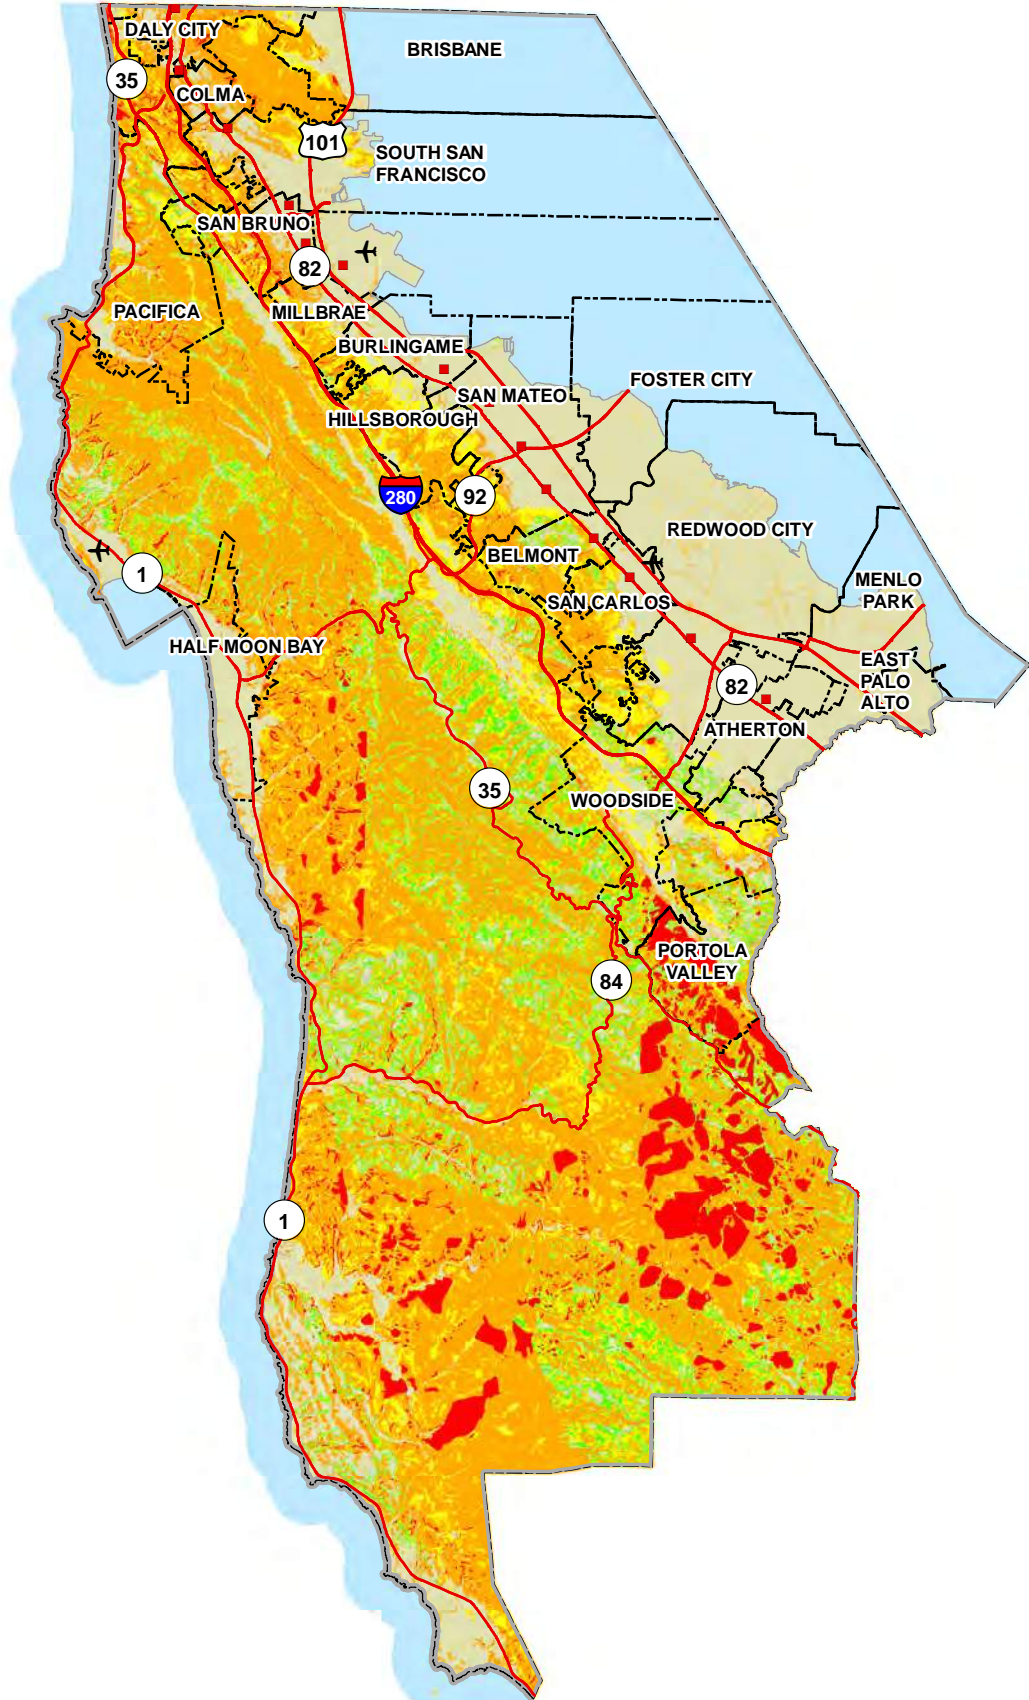 DALY CITY
BRISBANE
35
COLMA
101
SOUTH SAN
FRANCISCO
SAN BRUNO
82
PACIFICA
MILLBRAE
BURLINGAME
FOSTER CITY
SAN MATEO
HILLSBOROUGH
280
92
REDWOOD CITY
BELMONT
1
MENLO
PARK
SAN CARLOS
HALF MOON BAY
EAST
PALO
ALTO
82
ATHERTON
35
WOODSIDE
PORTOLA
VALLEY
84
1